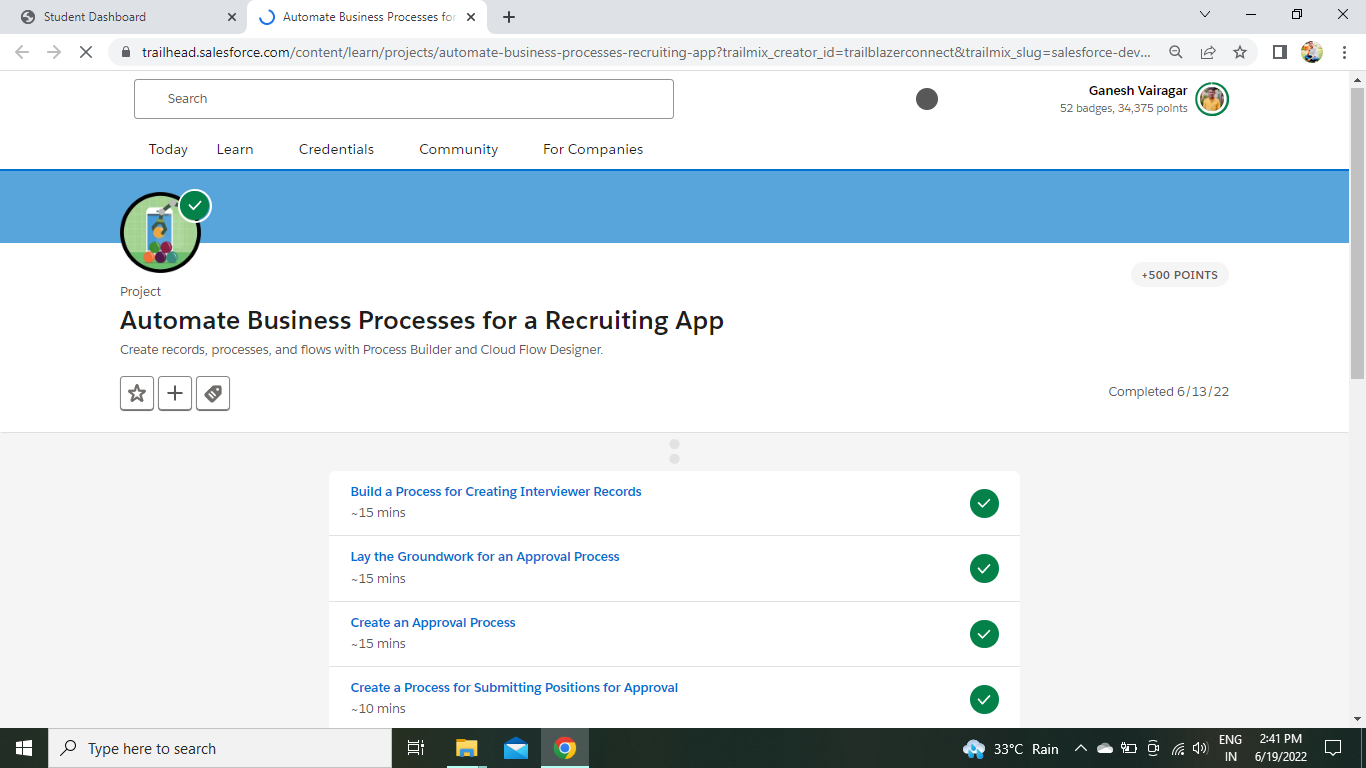 Student Dashboard
Automate Business Processes for
trailhead.salesforce.com/content/learn/projects/automate-business-processes-recruiting-app?trailmix_creator_id=trailblazerconnect&trailmix_slug=salesforce-dev...
Search
Ganesh Vairagar
52 badges, 34,375 points
Today Learn Credentials Community For Companies
+500 POINTS
Project
Automate Business Processes for a Recruiting App
Create records, processes, and flows with Process Builder and Cloud Flow Designer.
Completed 6/13/22
Build a Process for Creating Interviewer Records
~15 mins
Lay the Groundwork for an Approval Process
~15 mins
Create an Approval Process
~15 mins
Create a Process for Submitting Positions for Approval
~10 mins
Type here to search
33°C Rain
ENG
IN
2:41 PM
6/19/2022